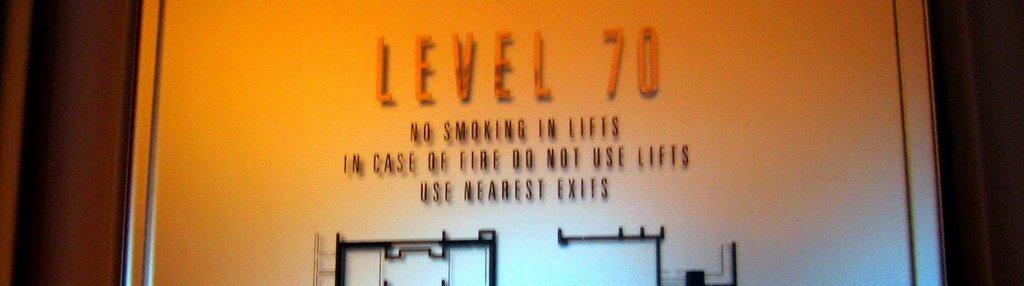 LEVEL 70
NO SMOKING IN LIFTS
IN CASE OF FIRE DO NOT USE LIFTS
USE NEAREST EXITS